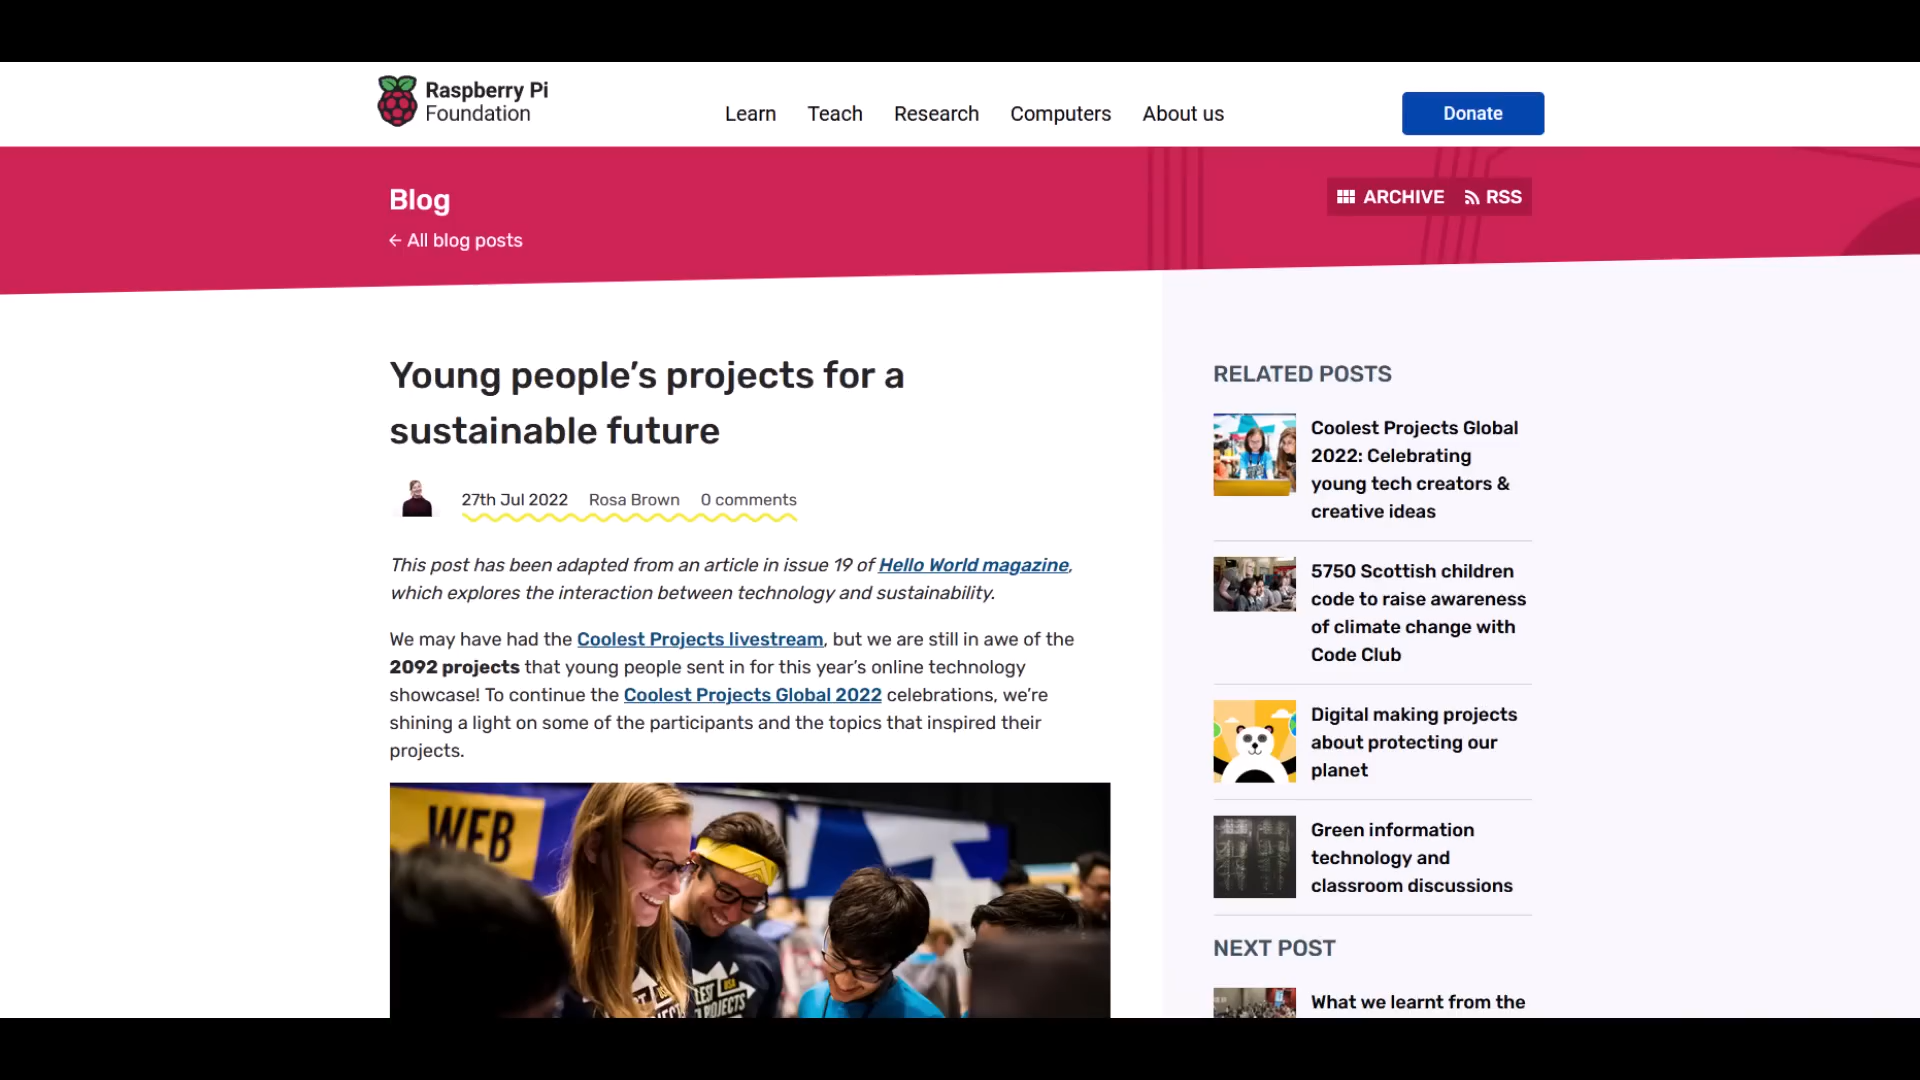 Raspberry Pi
Foundation
Learn Teach Research Computers About us
Donate
Blog
← All blog posts
ARCHIVE RSS
Young people’s projects for a
sustainable future
27th Jul 2022 Rosa Brown 0 comments
This post has been adapted from an article in issue 19 of Hello World magazine,
which explores the interaction between technology and sustainability.
We may have had the Coolest Projects livestream, but we are still in awe of the
2092 projects that young people sent in for this year’s online technology
showcase! To continue the Coolest Projects Global 2022 celebrations, we’re
shining a light on some of the participants and the topics that inspired their
projects.
WEB
RELATED POSTS
Coolest Projects Global
2022: Celebrating
young tech creators &
creative ideas
5750 Scottish children
code to raise awareness
of climate change with
Code Club
Digital making projects
about protecting our
planet
Green information
technology and
classroom discussions
NEXT POST
What we learnt from the